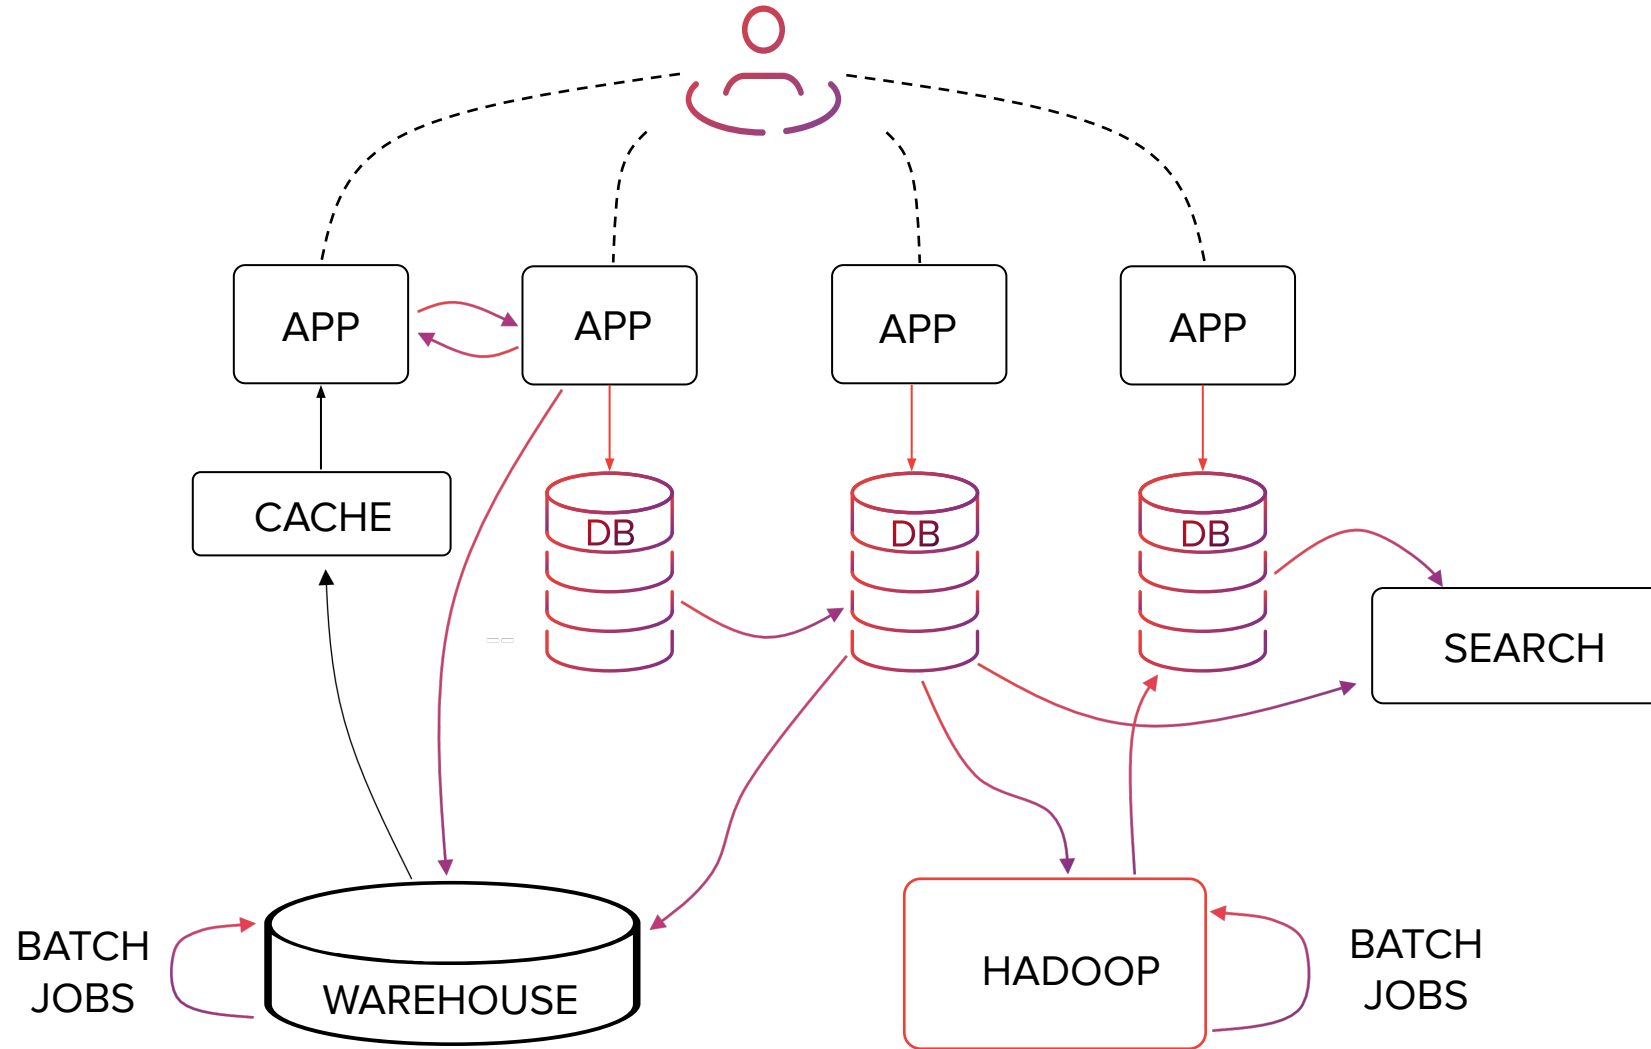 APP
APP
APP
APP
CACHE
DB
DB
DB
SEARCH
BATCH
JOBS
WAREHOUSE
HADOOP
BATCH
JOBS